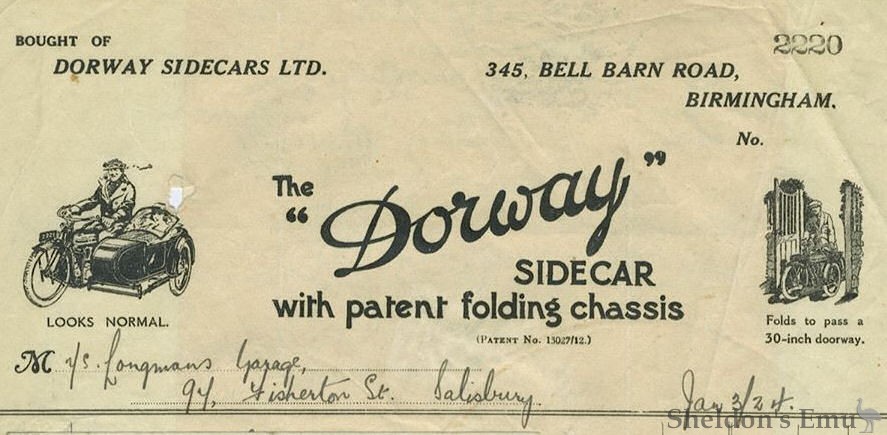 BOUGHT OF
DORWAY SIDECARS LTD.
2220
345, BELL BARN ROAD,
BIRMINGHAM.
No.
The
"Dorway"
SIDECAR
with patent folding chassis
(PATENT No. 13027/12.)
LOOKS NORMAL.
Folds to pass a
30-inch doorway.
M r/s. Longmans Garage,
94, Fisherton St. Salisbury.
Jan 3/24.
Sheldon's Emu